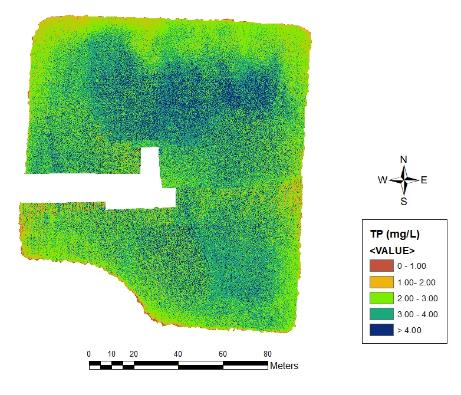 N
W E
S
TP (mg/L)
<VALUE>
0 - 1.00
1.00- 2.00
2.00 - 3.00
3.00 - 4.00
> 4.00
0 10 20 40 60 80
Meters